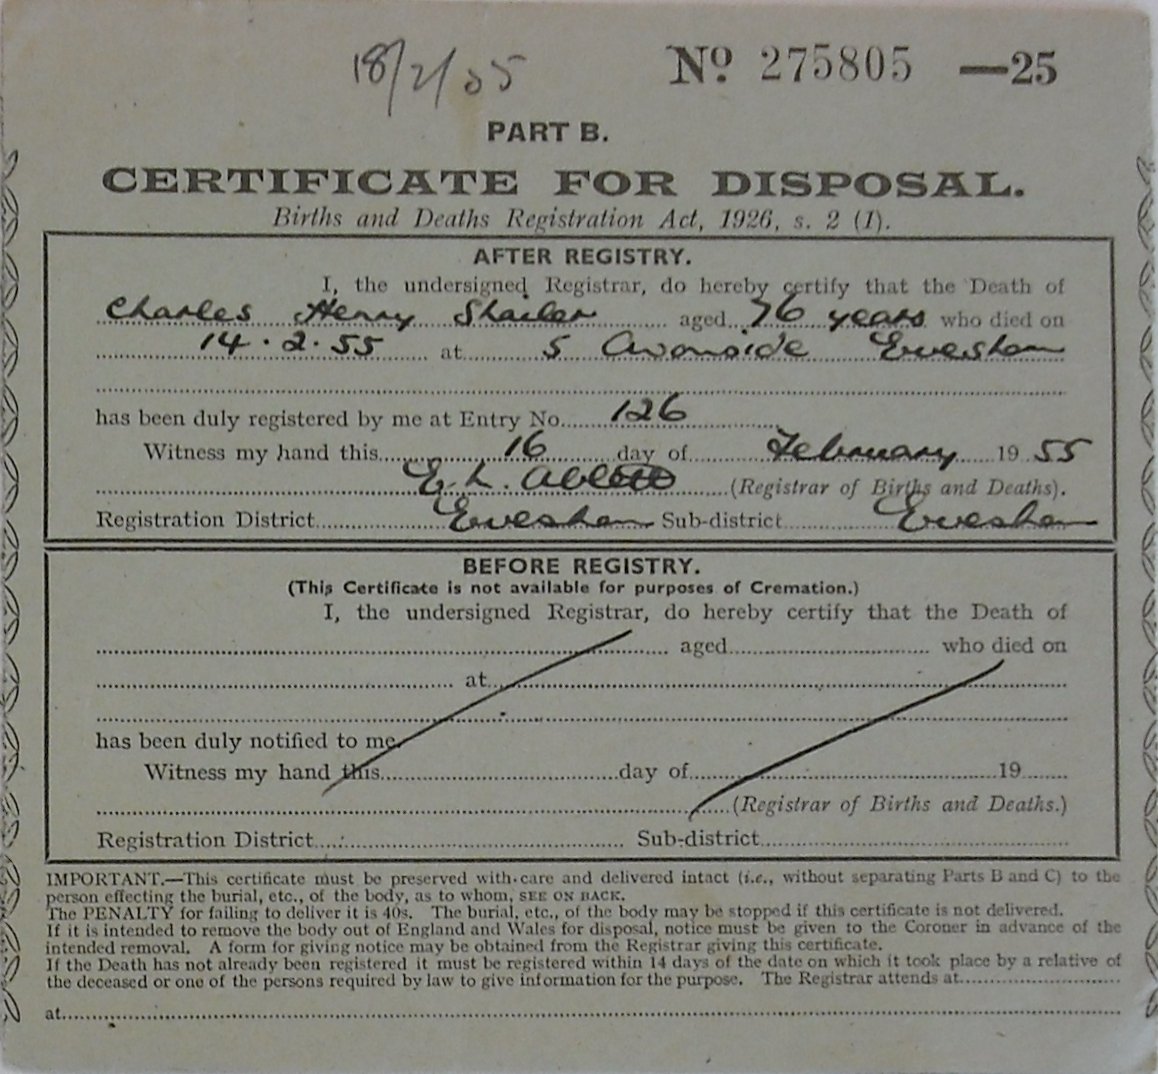 18/2/55
Nº 275805 —25
PART B.
CERTIFICATE FOR DISPOSAL.
Births and Deaths Registration Act, 1926, s. 2 (1).
AFTER REGISTRY.
I, the undersigned Registrar, do hereby certify that the Death of
Charles Henry Shailer aged 76 years who died on
14.2.55 at 5 Avonside Evesham
has been duly registered by me at Entry No. 126
Witness my hand this 16 day of February 1955
E. L. (Registrar of Births and Deaths).
Registration District Evesham Sub-district Evesham
BEFORE REGISTRY.
(This Certificate is not available for purposes of Cremation.)
I, the undersigned Registrar, do hereby certify that the Death of
aged who died on
at
has been duly notified to me.
Witness my hand this day of 19
(Registrar of Births and Deaths.)
Registration District Sub-district
IMPORTANT.—This certificate must be preserved with care and delivered intact (i.e., without separating Parts B and C) to the
person effecting the burial, etc., of the body, as to whom, SEE ON BACK.
The PENALTY for failing to deliver it is 40s. The burial, etc., of the body may be stopped if this certificate is not delivered.
If it is intended to remove the body out of England and Wales for disposal, notice must be given to the Coroner in advance of the
intended removal. A form for giving notice may be obtained from the Registrar giving this certificate.
If the Death has not already been registered it must be registered within 14 days of the date on which it took place by a relative of
the deceased or one of the persons required by law to give information for the purpose. The Registrar attends at
at